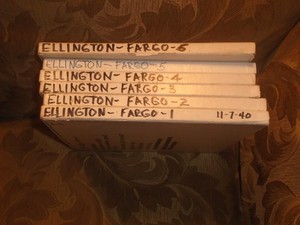 ELLINGTON-FARGO-6
ELLINGTON-FARGO-5
ELLINGTON-FARGO-4
ELLINGTON-FARGO-3
ELLINGTON-FARGO-2
ELLINGTON-FARGO-1 11-7-40